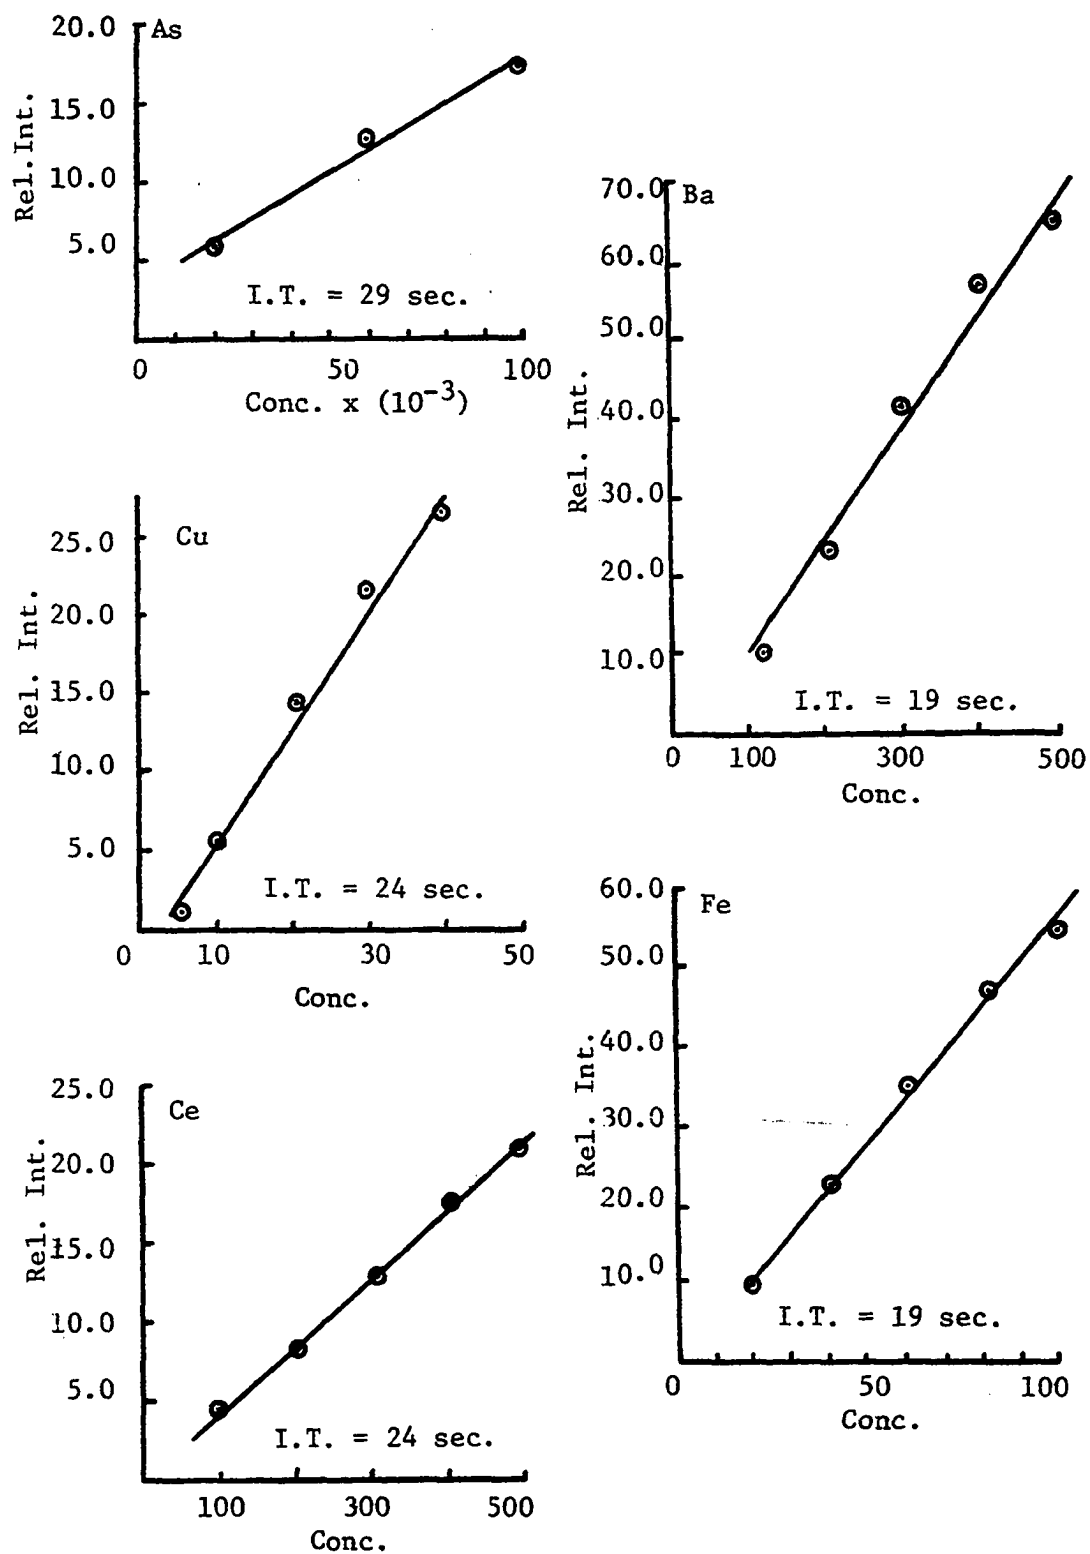 As
20.0
15.0
10.0
5.0
Rel.Int.
I.T. = 29 sec.
0 50 100
Conc. x (10⁻³)
Ba
70.0
60.0
50.0
40.0
30.0
20.0
10.0
Rel. Int.
I.T. = 19 sec.
0 100 300 500
Conc.
Cu
25.0
20.0
15.0
10.0
5.0
Rel. Int.
I.T. = 24 sec.
0 10 30 50
Conc.
Fe
60.0
50.0
40.0
30.0
20.0
10.0
Rel. Int.
I.T. = 19 sec.
0 50 100
Conc.
Ce
25.0
20.0
15.0
10.0
5.0
Rel. Int.
I.T. = 24 sec.
100 300 500
Conc.